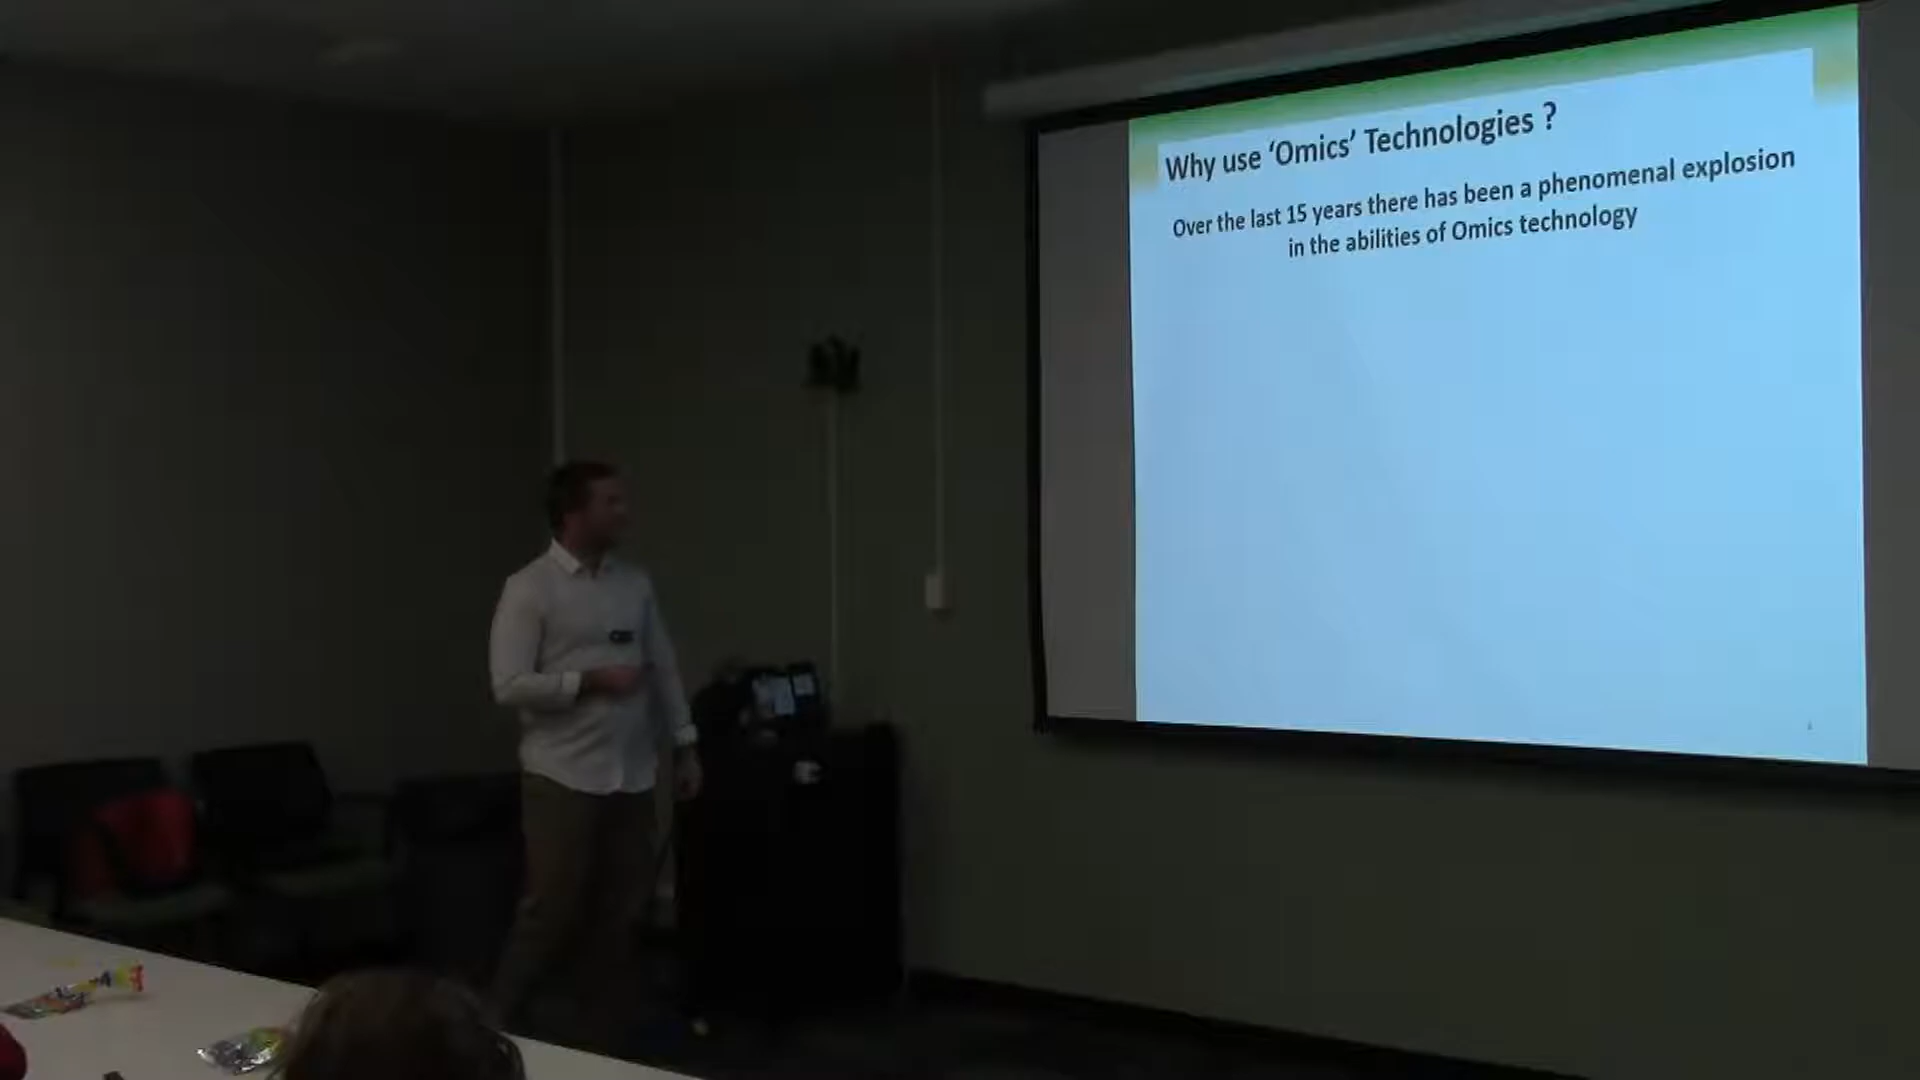 Why use ‘Omics’ Technologies ?
Over the last 15 years there has been a phenomenal explosion
in the abilities of Omics technology